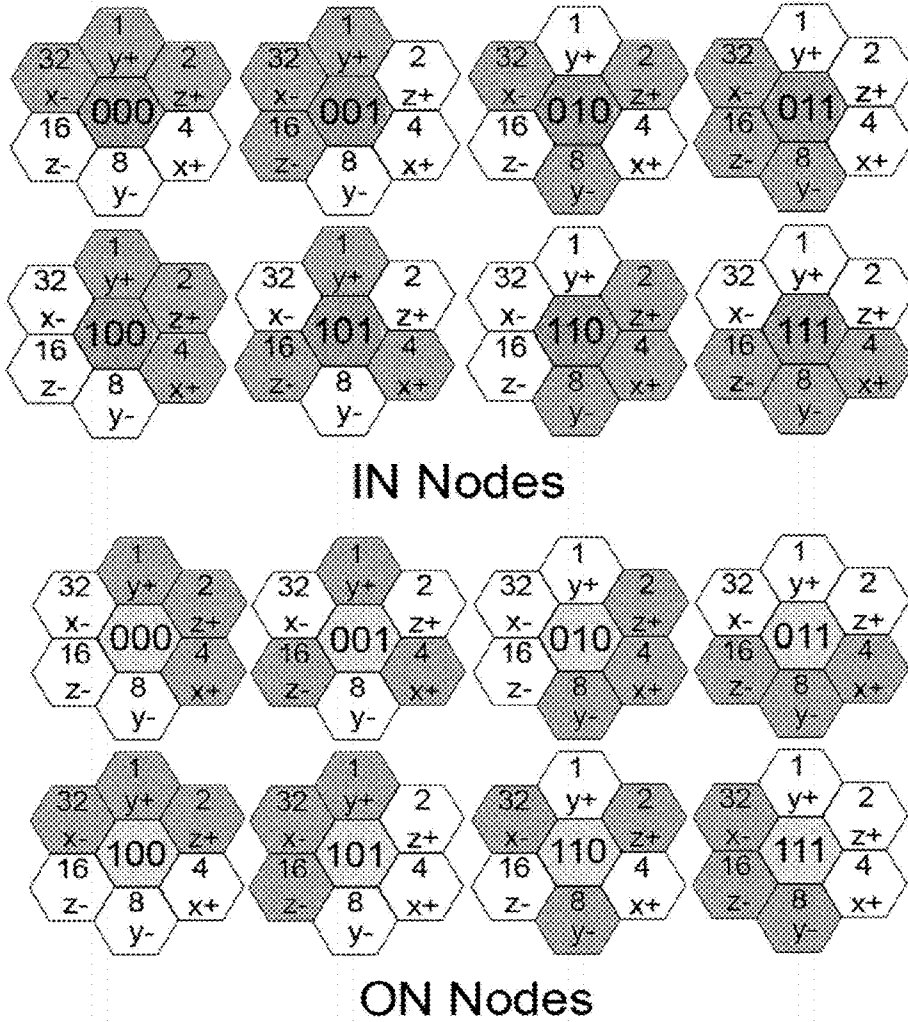 1 1 1 1
32 y+ 2 32 y+ 2 32 y+ 2 32 y+ 2
x- z+ x- z+ x- z+ x- z+
000 001 010 011
16 4 16 4 16 4 16 4
z- 8 x+ z- 8 x+ z- 8 x+ z- 8 x+
y- y- y- y-
1 1 1 1
32 y+ 2 32 y+ 2 32 y+ 2 32 y+ 2
x- z+ x- z+ x- z+ x- z+
100 101 110 111
16 4 16 4 16 4 16 4
z- 8 x+ z- 8 x+ z- 8 x+ z- 8 x+
y- y- y- y-
IN Nodes
1 1 1 1
32 y+ 2 32 y+ 2 32 y+ 2 32 y+ 2
x- z+ x- z+ x- z+ x- z+
000 001 010 011
16 4 16 4 16 4 16 4
z- 8 x+ z- 8 x+ z- 8 x+ z- 8 x+
y- y- y- y-
1 1 1 1
32 y+ 2 32 y+ 2 32 y+ 2 32 y+ 2
x- z+ x- z+ x- z+ x- z+
100 101 110 111
16 4 16 4 16 4 16 4
z- 8 x+ z- 8 x+ z- 8 x+ z- 8 x+
y- y- y- y-
ON Nodes